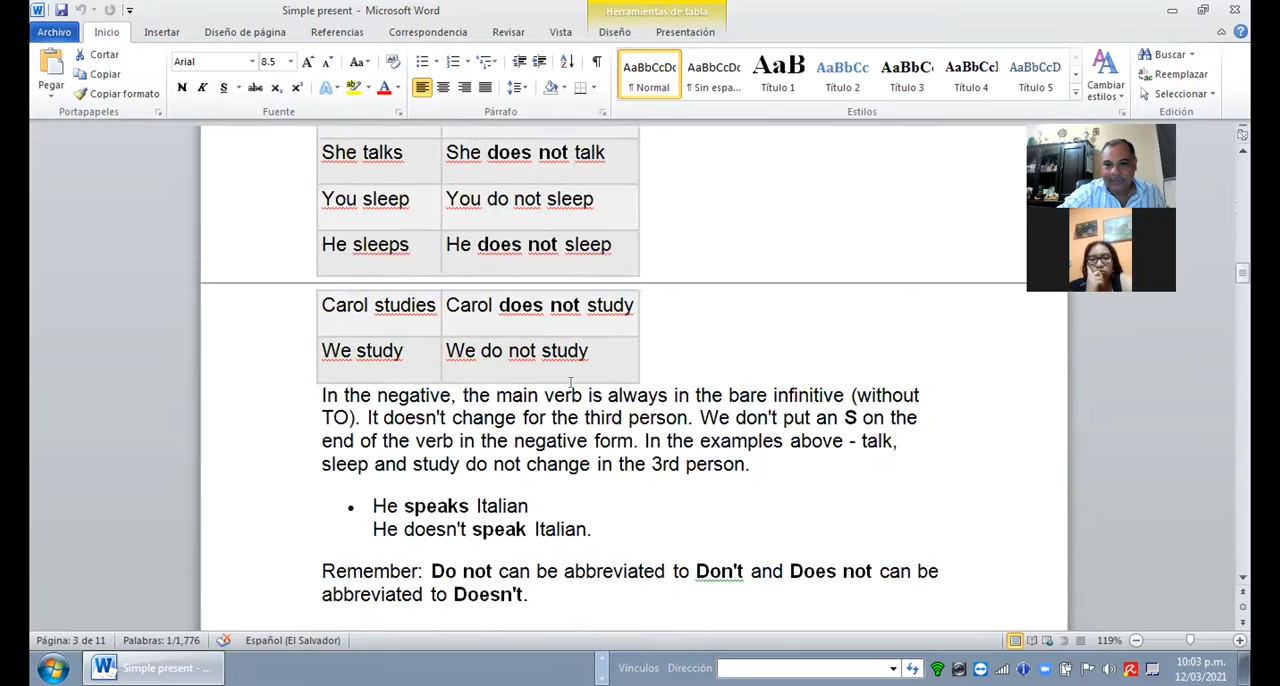 Simple present - Microsoft Word
Herramientas de tabla
Archivo Inicio Insertar Diseño de página Referencias Correspondencia Revisar Vista Diseño Presentación
Pegar
Cortar
Copiar
Copiar formato
Portapapeles
Arial 8.5
N K S abc x₂ x²
Fuente
Párrafo
AaBbCcDc AaBbCcDc AaB AaBbCc AaBbC AaBbCcI AaBbCcD
¶ Normal ¶ Sin espa... Título 1 Título 2 Título 3 Título 4 Título 5
Cambiar
estilos
Estilos
Buscar
Reemplazar
Seleccionar
Edición
She talks She does not talk
You sleep You do not sleep
He sleeps He does not sleep
Carol studies Carol does not study
We study We do not study
In the negative, the main verb is always in the bare infinitive (without
TO). It doesn't change for the third person. We don't put an S on the
end of the verb in the negative form. In the examples above - talk,
sleep and study do not change in the 3rd person.
• He speaks Italian
He doesn't speak Italian.
Remember: Do not can be abbreviated to Don't and Does not can be
abbreviated to Doesn't.
Página: 3 de 11 Palabras: 1/1,776 Español (El Salvador) 119%
Simple present - ...
Vínculos Dirección
10:03 p.m.
12/03/2021